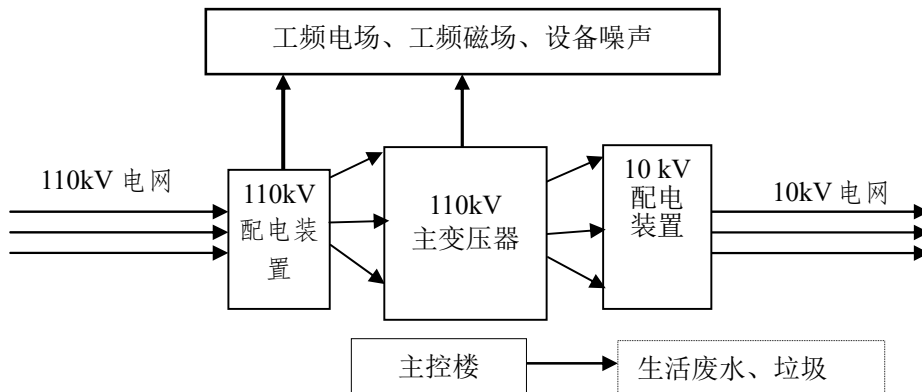 工频电场、工频磁场、设备噪声
110kV 电网
110kV
配电装
置
110kV
主变压器
10 kV
配电
装置
10kV 电网
主控楼
生活废水、垃圾